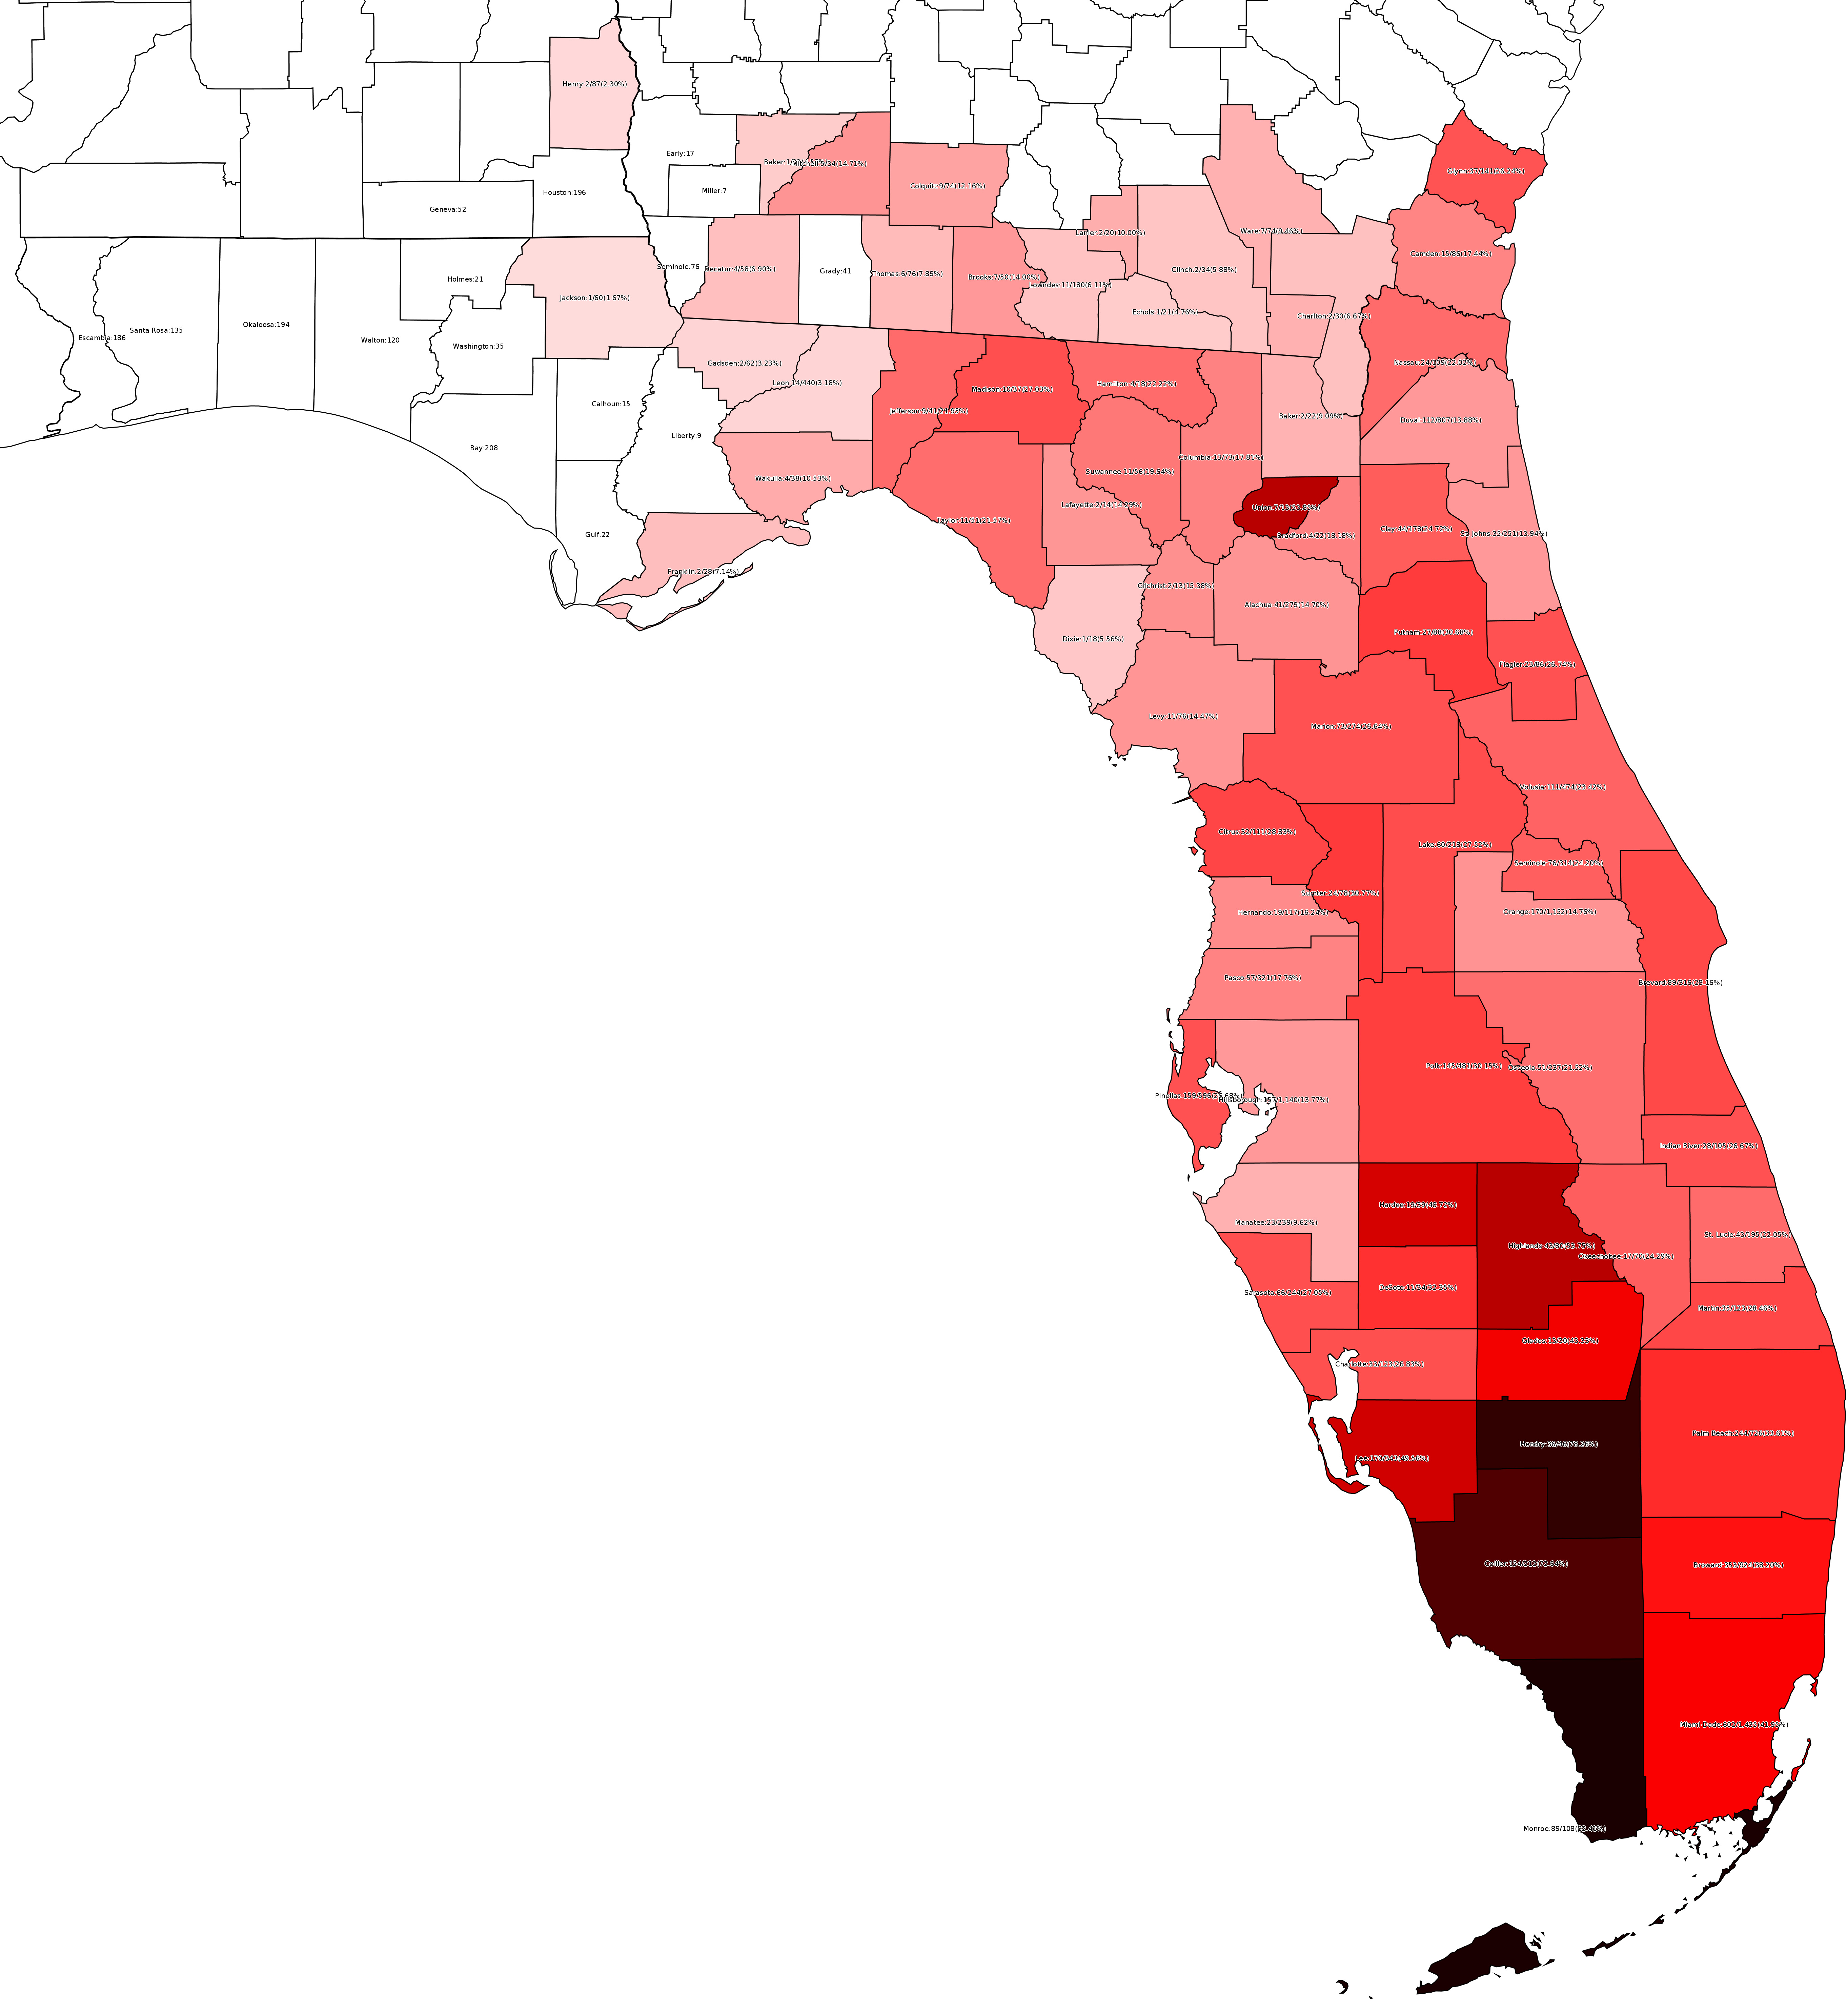 Henry:2/87(2.30%)
Early:17
Baker:1/
Mitchell:5/34(14.71%)
Glynn:37/141(26.24%)
Colquitt:9/74(12.16%)
Miller:7
Houston:196
Geneva:52
Lanier:2/20(10.00%)
Ware:7/74(9.46%)
Camden:15/86(17.44%)
Seminole:76
Decatur:4/58(6.90%)
Grady:41
Thomas:6/76(7.89%)
Brooks:7/50(14.00%)
Lowndes:11/180(6.11%)
Clinch:2/34(5.88%)
Holmes:21
Jackson:1/60(1.67%)
Echols:1/21(4.76%)
Charlton:2/30(6.67%)
Escambia:186
Santa Rosa:135
Okaloosa:194
Walton:120
Washington:35
Gadsden:2/62(3.23%)
Leon:14/440(3.18%)
Nassau:24/109(22.02%)
Madison:10/37(27.03%)
Hamilton:4/18(22.22%)
Calhoun:15
Jefferson:9/41(21.95%)
Baker:2/22(9.09%)
Duval:112/807(13.88%)
Liberty:9
Bay:208
Columbia:13/73(17.81%)
Suwannee:11/56(19.64%)
Wakulla:4/38(10.53%)
Lafayette:2/14(14.29%)
Union:7/13(53.85%)
Taylor:11/51(21.57%)
Gulf:22
Bradford:4/22(18.18%)
Clay:44/178(24.72%)
St. Johns:35/251(13.94%)
Franklin:2/28(7.14%)
Gilchrist:2/13(15.38%)
Alachua:41/279(14.70%)
Dixie:1/18(5.56%)
Putnam:27/88(30.68%)
Flagler:23/86(26.74%)
Levy:11/76(14.47%)
Marion:73/274(26.64%)
Volusia:111/474(23.42%)
Citrus:32/111(28.83%)
Lake:60/218(27.52%)
Seminole:76/314(24.20%)
Sumter:24/78(30.77%)
Hernando:19/117(16.24%)
Orange:170/1,152(14.76%)
Pasco:57/321(17.76%)
Brevard:89/316(28.16%)
Polk:145/481(30.15%)
Osceola:51/237(21.52%)
Pinellas:159/596(26.68%)
Hillsborough:157/1,140(13.77%)
Indian River:28/105(26.67%)
Hardee:19/39(48.72%)
Manatee:23/239(9.62%)
St. Lucie:43/195(22.05%)
Highlands:43/80(53.75%)
Okeechobee:17/70(24.29%)
DeSoto:11/34(32.35%)
Sarasota:66/244(27.05%)
Martin:35/123(28.46%)
Glades:13/30(43.33%)
Charlotte:33/123(26.83%)
Palm Beach:244/726(33.61%)
Hendry:36/46(78.26%)
Lee:170/343(49.56%)
Collier:154/212(72.64%)
Broward:353/924(38.20%)
Miami-Dade:602/1,435(41.95%)
Monroe:89/108(82.41%)